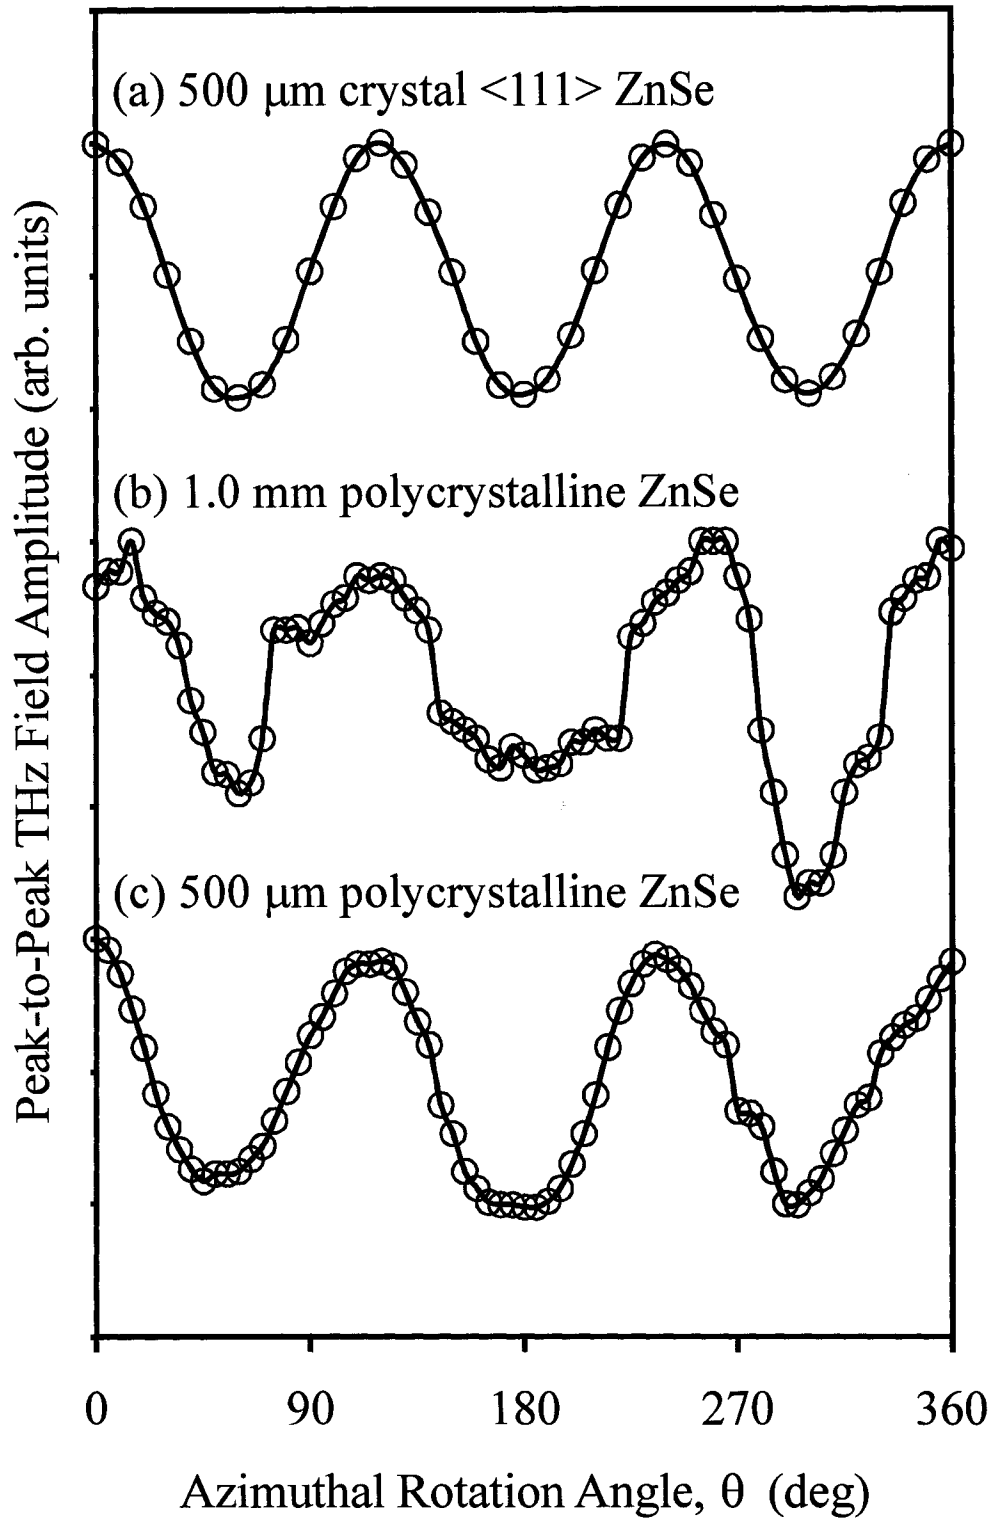 (a) 500 μm crystal <111> ZnSe
(b) 1.0 mm polycrystalline ZnSe
(c) 500 μm polycrystalline ZnSe
Peak-to-Peak THz Field Amplitude (arb. units)
0 90 180 270 360
Azimuthal Rotation Angle, θ (deg)